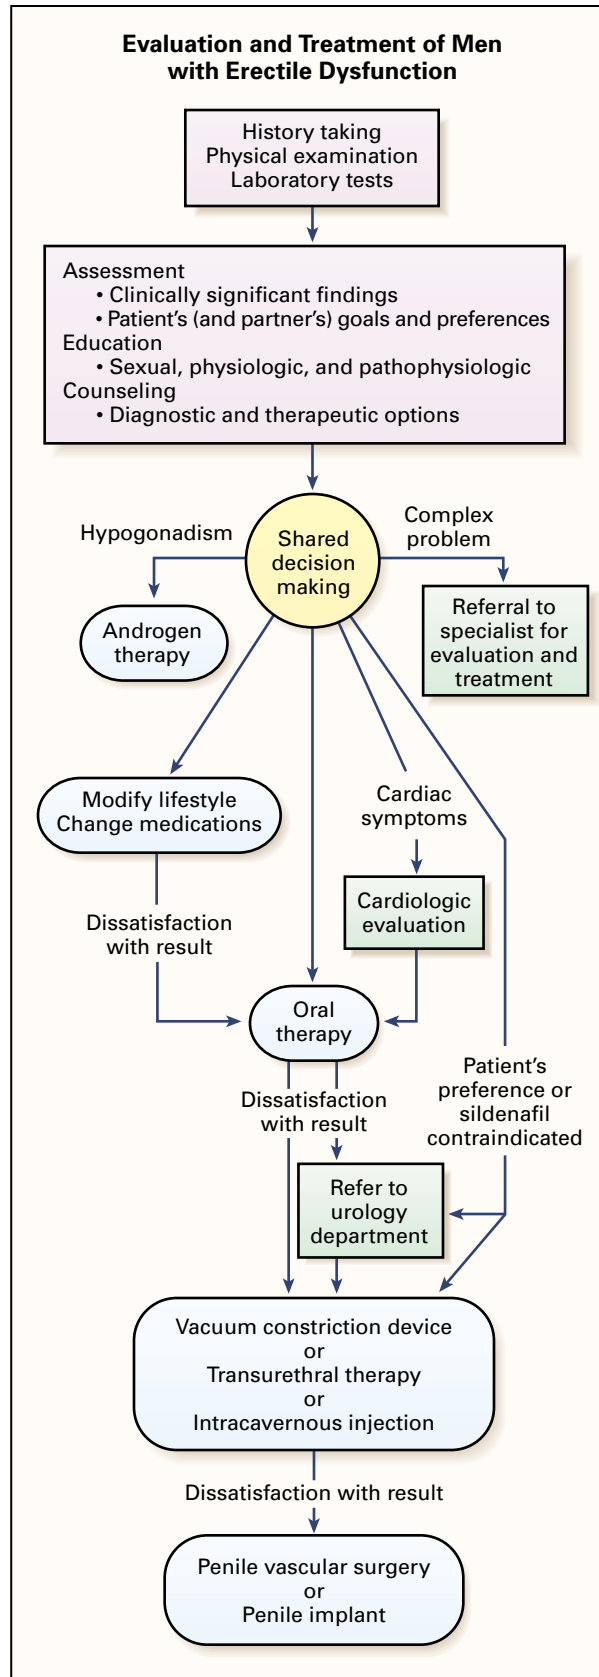 Evaluation and Treatment of Men
with Erectile Dysfunction
History taking
Physical examination
Laboratory tests
Assessment
• Clinically significant findings
• Patient's (and partner's) goals and preferences
Education
• Sexual, physiologic, and pathophysiologic
Counseling
• Diagnostic and therapeutic options
Hypogonadism
Shared
decision
making
Complex
problem
Androgen
therapy
Referral to
specialist for
evaluation and
treatment
Modify lifestyle
Change medications
Cardiac
symptoms
Cardiologic
evaluation
Dissatisfaction
with result
Oral
therapy
Dissatisfaction
with result
Patient's
preference or
sildenafil
contraindicated
Refer to
urology
department
Vacuum constriction device
or
Transurethral therapy
or
Intracavernous injection
Dissatisfaction with result
Penile vascular surgery
or
Penile implant